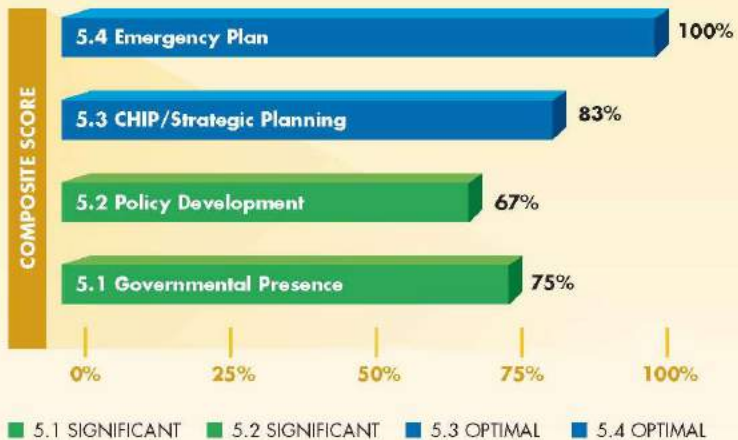 COMPOSITE SCORE
5.4 Emergency Plan
100%
5.3 CHIP/Strategic Planning
83%
5.2 Policy Development
67%
5.1 Governmental Presence
75%
0% 25% 50% 75% 100%
5.1 SIGNIFICANT 5.2 SIGNIFICANT 5.3 OPTIMAL 5.4 OPTIMAL